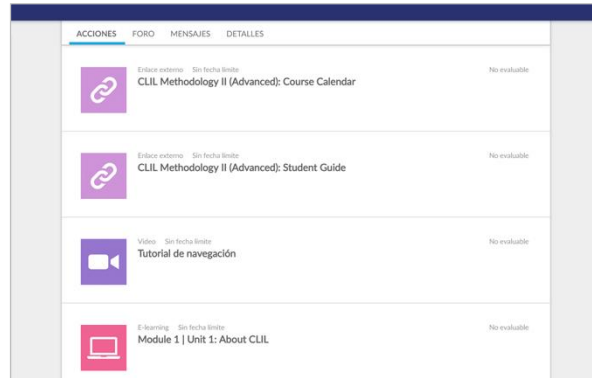 ACCIONES FORO MENSAJES DETALLES
Enlace externo Sin fecha límite No evaluable
CLIL Methodology II (Advanced): Course Calendar
Enlace externo Sin fecha límite No evaluable
CLIL Methodology II (Advanced): Student Guide
Video Sin fecha límite No evaluable
Tutorial de navegación
E-learning Sin fecha límite No evaluable
Module 1 | Unit 1: About CLIL